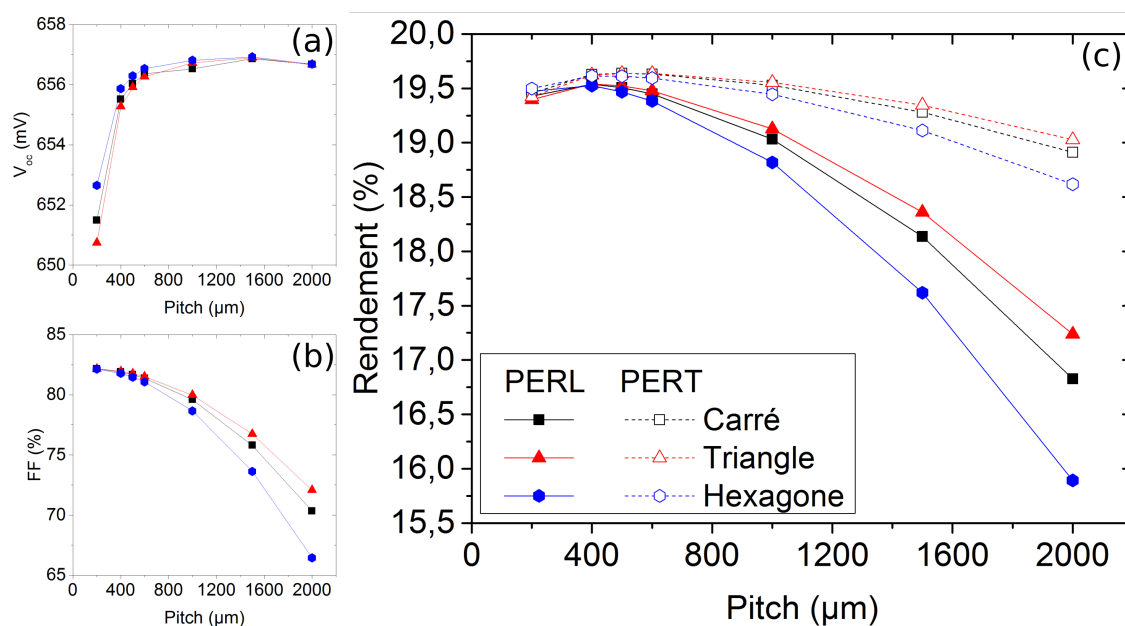 (a)
658
656
654
652
650
V_oc (mV)
0 400 800 1200 1600 2000
Pitch (µm)
(b)
85
80
75
70
65
FF (%)
0 400 800 1200 1600 2000
Pitch (µm)
(c)
20,0
19,5
19,0
18,5
18,0
17,5
17,0
16,5
16,0
15,5
Rendement (%)
PERL PERT
Carré
Triangle
Hexagone
0 400 800 1200 1600 2000
Pitch (µm)